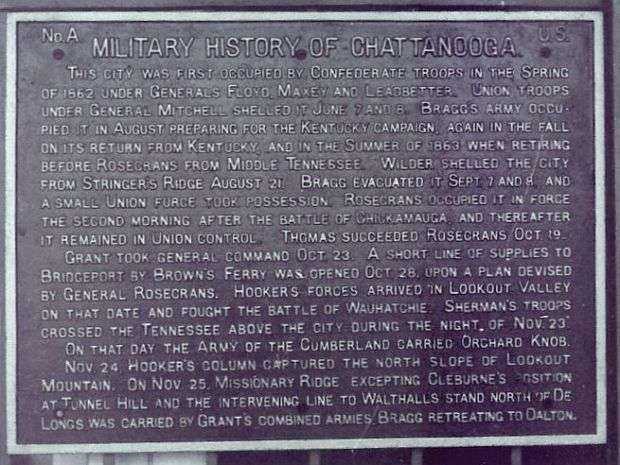 No. A
U.S.
MILITARY HISTORY OF CHATTANOOGA.
THIS CITY WAS FIRST OCCUPIED BY CONFEDERATE TROOPS IN THE SPRING
OF 1862 UNDER GENERALS FLOYD, MAXEY AND LEADBETTER. UNION TROOPS
UNDER GENERAL MITCHELL SHELLED IT JUNE 7 AND 8. BRAGG'S ARMY OCCU-
PIED IT IN AUGUST PREPARING FOR THE KENTUCKY CAMPAIGN, AGAIN IN THE FALL
ON ITS RETURN FROM KENTUCKY, AND IN THE SUMMER OF 1863 WHEN RETIRING
BEFORE ROSECRANS FROM MIDDLE TENNESSEE. WILDER SHELLED THE CITY
FROM STRINGER'S RIDGE AUGUST 21. BRAGG EVACUATED IT SEPT. 7 AND 8, AND
A SMALL UNION FORCE TOOK POSSESSION. ROSECRANS OCCUPIED IT IN FORCE
THE SECOND MORNING AFTER THE BATTLE OF CHICKAMAUGA, AND THEREAFTER
IT REMAINED IN UNION CONTROL. THOMAS SUCCEEDED ROSECRANS OCT. 19.
GRANT TOOK GENERAL COMMAND OCT. 23. A SHORT LINE OF SUPPLIES TO
BRIDGEPORT BY BROWN'S FERRY WAS OPENED OCT. 28, UPON A PLAN DEVISED
BY GENERAL ROSECRANS. HOOKER'S FORCES ARRIVED IN LOOKOUT VALLEY
ON THAT DATE AND FOUGHT THE BATTLE OF WAUHATCHIE. SHERMAN'S TROOPS
CROSSED THE TENNESSEE ABOVE THE CITY DURING THE NIGHT OF NOV. 23.
ON THAT DAY THE ARMY OF THE CUMBERLAND CARRIED ORCHARD KNOB.
NOV. 24 HOOKER'S COLUMN CAPTURED THE NORTH SLOPE OF LOOKOUT
MOUNTAIN. ON NOV. 25, MISSIONARY RIDGE EXCEPTING CLEBURNE'S POSITION
AT TUNNEL HILL AND THE INTERVENING LINE TO WALTHALLS STAND NORTH OF DE
LONGS WAS CARRIED BY GRANT'S COMBINED ARMIES, BRAGG RETREATING TO DALTON.